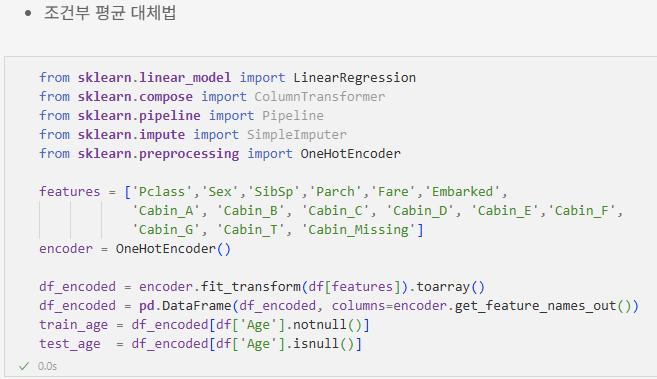 • 조건부 평균 대체법
from sklearn.linear_model import LinearRegression
from sklearn.compose import ColumnTransformer
from sklearn.pipeline import Pipeline
from sklearn.impute import SimpleImputer
from sklearn.preprocessing import OneHotEncoder
features = ['Pclass','Sex','SibSp','Parch','Fare','Embarked',
'Cabin_A', 'Cabin_B', 'Cabin_C', 'Cabin_D', 'Cabin_E','Cabin_F',
'Cabin_G', 'Cabin_T', 'Cabin_Missing']
encoder = OneHotEncoder()
df_encoded = encoder.fit_transform(df[features]).toarray()
df_encoded = pd.DataFrame(df_encoded, columns=encoder.get_feature_names_out())
train_age = df_encoded[df['Age'].notnull()]
test_age  = df_encoded[df['Age'].isnull()]
✓ 0.0s